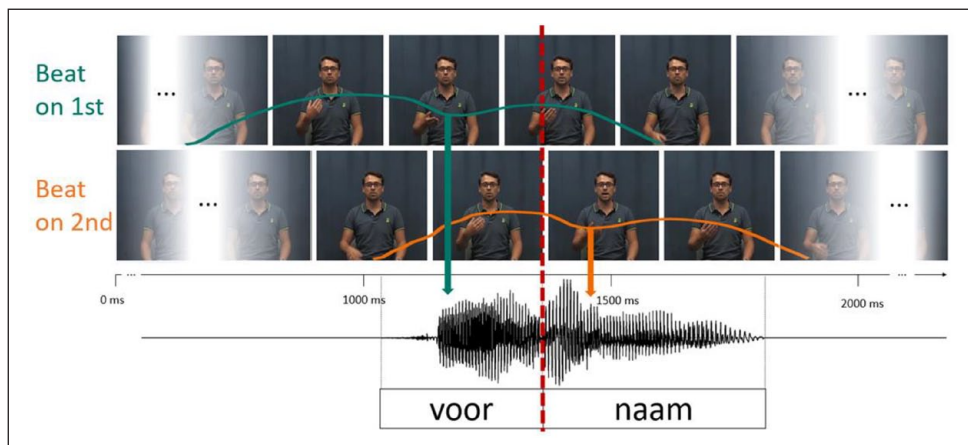 Beat
on 1st
...
...
Beat
on 2nd
...
...
...
...
0 ms
1000 ms
1500 ms
2000 ms
voor
naam